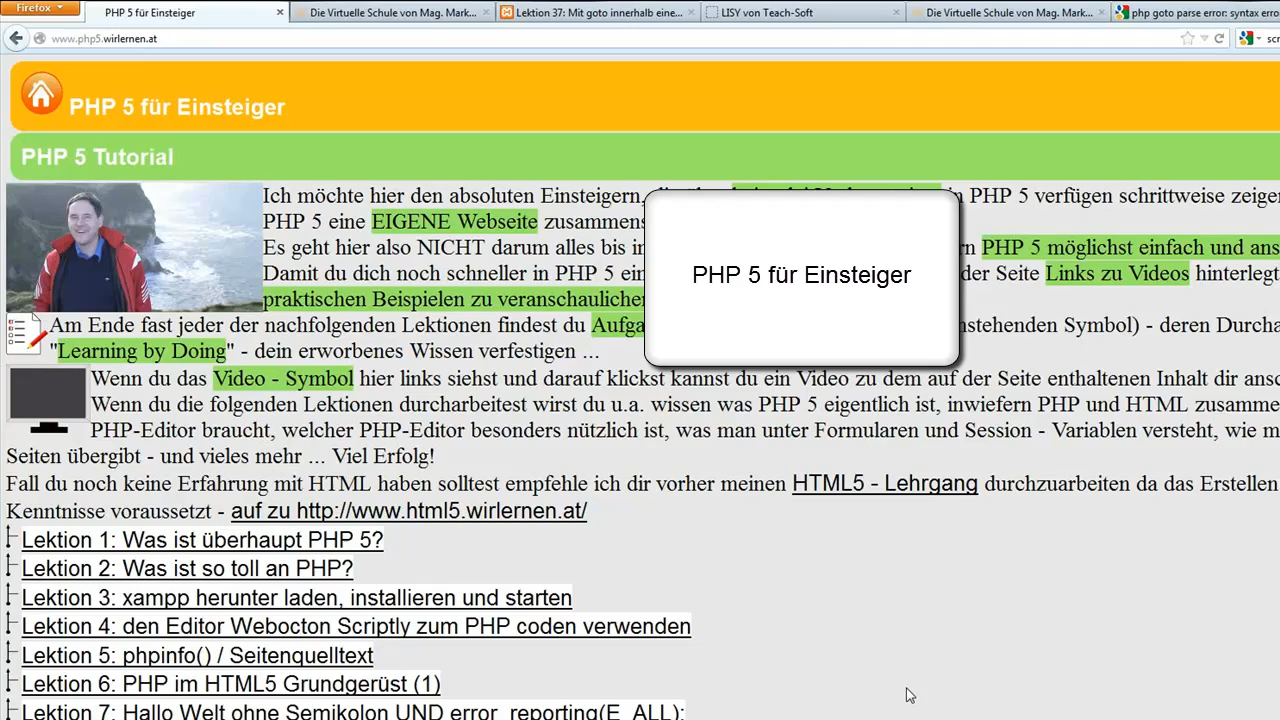 Firefox
PHP 5 für Einsteiger
Die Virtuelle Schule von Mag. Mark...
Lektion 37: Mit goto innerhalb eine...
LISY von Teach-Soft
Die Virtuelle Schule von Mag. Mark...
php goto parse error: syntax erro
www.php5.wirlernen.at
PHP 5 für Einsteiger
PHP 5 Tutorial
Ich möchte hier den absoluten Einsteigern, in PHP 5 verfügen schrittweise zeigen
PHP 5 eine EIGENE Webseite
Es geht hier also NICHT darum alles bis PHP 5 möglichst einfach und
Damit du dich noch schneller in PHP 5 der Seite Links zu Videos
praktischen Beispielen zu veranschaulichen
PHP 5 für Einsteiger
Am Ende fast jeder der nachfolgenden Lektionen findest du Symbol) - deren
"Learning by Doing" - dein erworbenes Wissen verfestigen ...
Wenn du das Video - Symbol hier links siehst und darauf klickst kannst du ein Video zu dem auf der Seite enthaltenen Inhalt dir
Wenn du die folgenden Lektionen durcharbeitest wirst du u.a. wissen was PHP 5 eigentlich ist, inwiefern PHP und HTML
PHP-Editor braucht, welcher PHP-Editor besonders nützlich ist, was man unter Formularen und Session - Variablen versteht, wie
Seiten übergibt - und vieles mehr ... Viel Erfolg!
Fall du noch keine Erfahrung mit HTML haben solltest empfehle ich dir vorher meinen HTML5 - Lehrgang durchzuarbeiten da das Erstellen
Kenntnisse voraussetzt - auf zu http://www.html5.wirlernen.at/
Lektion 1: Was ist überhaupt PHP 5?
Lektion 2: Was ist so toll an PHP?
Lektion 3: xampp herunter laden, installieren und starten
Lektion 4: den Editor Webocton Scriptly zum PHP coden verwenden
Lektion 5: phpinfo() / Seitenquelltext
Lektion 6: PHP im HTML5 Grundgerüst (1)
Lektion 7: Hallo Welt ohne Semikolon UND error_reporting(E_ALL);